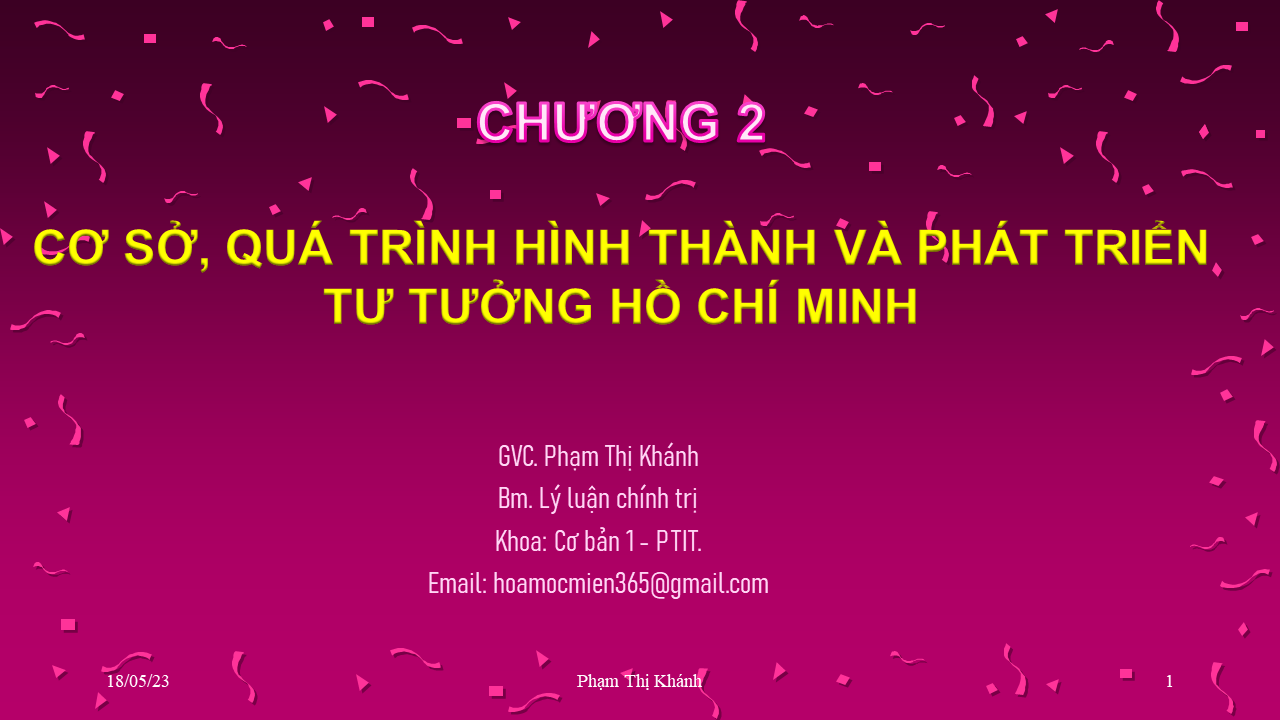 CHƯƠNG 2
CƠ SỞ, QUÁ TRÌNH HÌNH THÀNH VÀ PHÁT TRIỂN
TƯ TƯỞNG HỒ CHÍ MINH
GVC. Phạm Thị Khánh
Bm. Lý luận chính trị
Khoa: Cơ bản 1 - PTIT.
Email: hoamocmien365@gmail.com
18/05/23
Phạm Thị Khánh
1